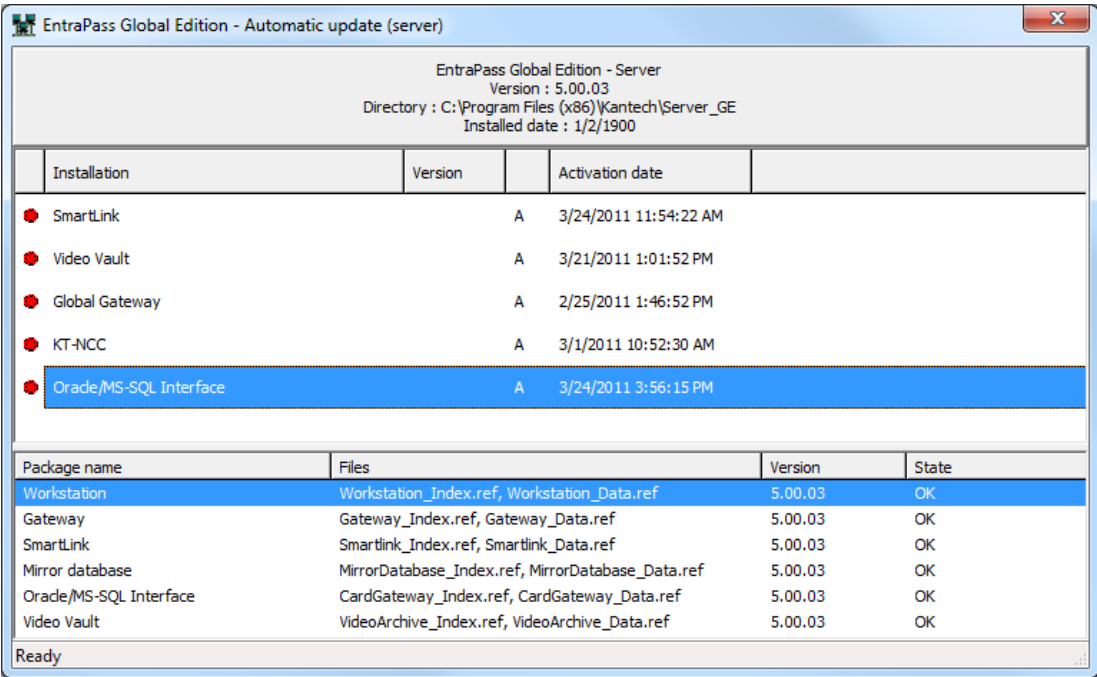 EntraPass Global Edition - Automatic update (server)
EntraPass Global Edition - Server
Version : 5.00.03
Directory : C:\Program Files (x86)\Kantech\Server_GE
Installed date : 1/2/1900
Installation Version Activation date
SmartLink A 3/24/2011 11:54:22 AM
Video Vault A 3/21/2011 1:01:52 PM
Global Gateway A 2/25/2011 1:46:52 PM
KT-NCC A 3/1/2011 10:52:30 AM
Oracle/MS-SQL Interface A 3/24/2011 3:56:15 PM
Package name Files Version State
Workstation Workstation_Index.ref, Workstation_Data.ref 5.00.03 OK
Gateway Gateway_Index.ref, Gateway_Data.ref 5.00.03 OK
SmartLink Smartlink_Index.ref, Smartlink_Data.ref 5.00.03 OK
Mirror database MirrorDatabase_Index.ref, MirrorDatabase_Data.ref 5.00.03 OK
Oracle/MS-SQL Interface CardGateway_Index.ref, CardGateway_Data.ref 5.00.03 OK
Video Vault VideoArchive_Index.ref, VideoArchive_Data.ref 5.00.03 OK
Ready